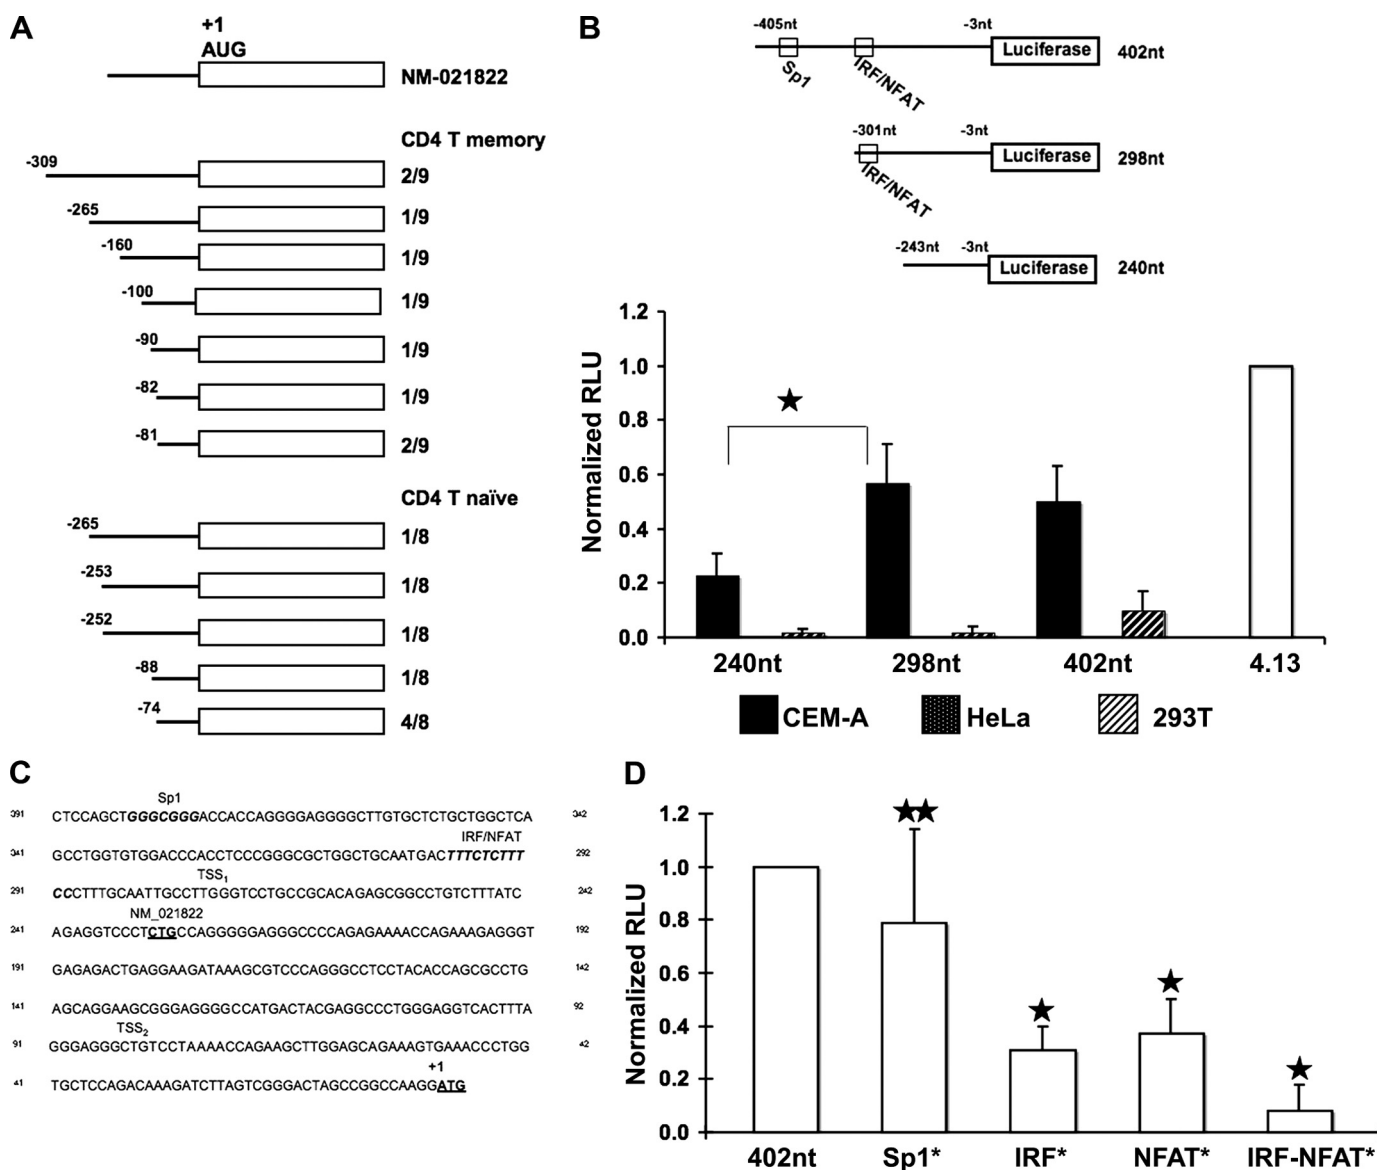 A
+1
AUG
NM-021822
CD4 T memory
-309
2/9
-265
1/9
-160
1/9
-100
1/9
-90
1/9
-82
1/9
-81
2/9
CD4 T naïve
-265
1/8
-253
1/8
-252
1/8
-88
1/8
-74
4/8
B
-405nt
-3nt
Luciferase
402nt
Sp1
IRF/NFAT
-301nt
-3nt
Luciferase
298nt
IRF/NFAT
-243nt
-3nt
Luciferase
240nt
Normalized RLU
1.2
1.0
0.8
0.6
0.4
0.2
0.0
★
240nt
298nt
402nt
4.13
CEM-A
HeLa
293T
C
Sp1
391 CTCCAGCTGGGCGGGACCACCAGGGGAGGGGCTTGTGCTCTGCTGGCTCA 342
IRF/NFAT
341 GCCTGGTGTGGACCCACCTCCCGGGCGCTGGCTGCAATGACTTTCTCTTT 292
291 CCCTTTGCAATTGCCTTGGGTCCTGCCGCACAGAGCGGCCTGTCTTTATC 242
TSS1
NM_021822
241 AGAGGTCCCTCTGCCAGGGGGAGGGCCCCAGAGAAAACCAGAAAGAGGGT 192
191 GAGAGACTGAGGAAGATAAAGCGTCCCAGGGCCTCCTACACCAGCGCCTG 142
141 AGCAGGAAGCGGGAGGGGCCATGACTACGAGGCCCTGGGAGGTCACTTTA 92
TSS2
91 GGGAGGGCTGTCCTAAAACCAGAAGCTTGGAGCAGAAAGTGAAACCCTGG 42
+1
41 TGCTCCAGACAAAGATCTTAGTCGGGACTAGCCGGCCAAGGATG
D
Normalized RLU
1.2
1.0
0.8
0.6
0.4
0.2
0.0
★★
★
★
★
402nt
Sp1*
IRF*
NFAT*
IRF-NFAT*